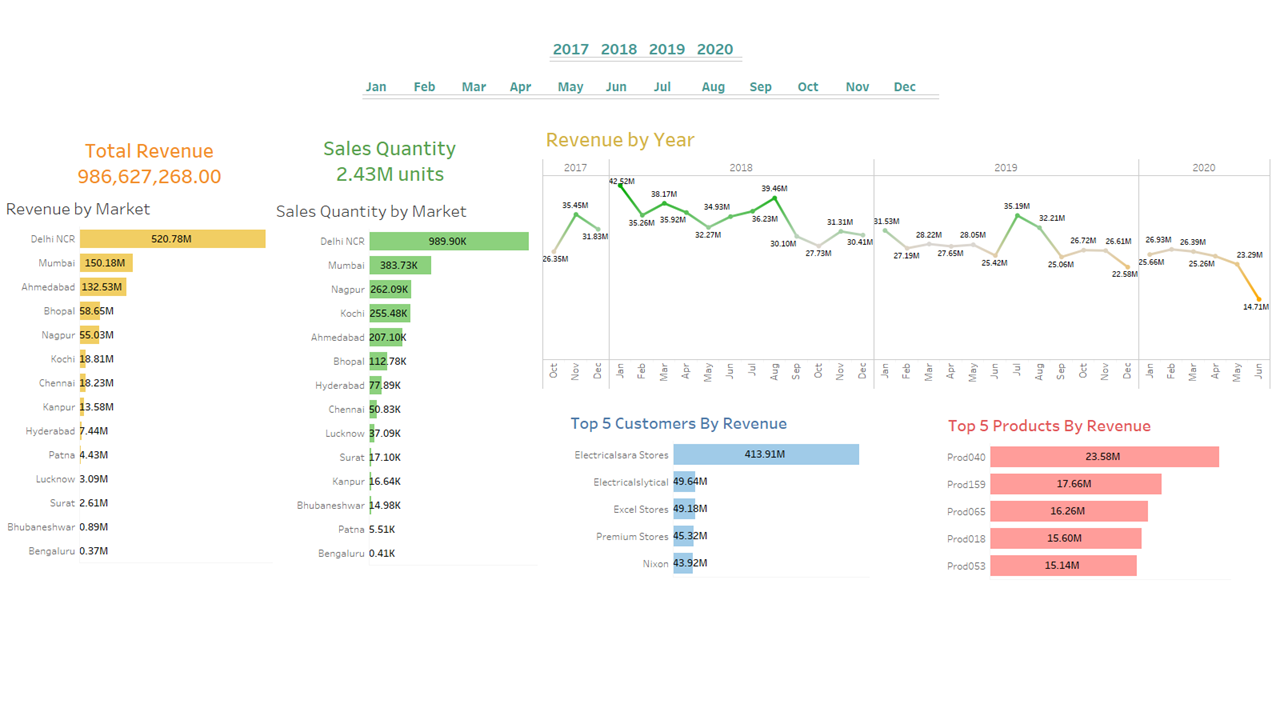 2017 2018 2019 2020
Jan Feb Mar Apr May Jun Jul Aug Sep Oct Nov Dec
Total Revenue
986,627,268.00
Revenue by Market
Delhi NCR 520.78M
Mumbai 150.18M
Ahmedabad 132.53M
Bhopal 58.65M
Nagpur 55.03M
Kochi 18.81M
Chennai 18.23M
Kanpur 13.58M
Hyderabad 7.44M
Patna 4.43M
Lucknow 3.09M
Surat 2.61M
Bhubaneshwar 0.89M
Bengaluru 0.37M
Sales Quantity
2.43M units
Sales Quantity by Market
Delhi NCR 989.90K
Mumbai 383.73K
Nagpur 262.09K
Kochi 255.48K
Ahmedabad 207.10K
Bhopal 112.78K
Hyderabad 77.89K
Chennai 50.83K
Lucknow 37.09K
Surat 17.10K
Kanpur 16.64K
Bhubaneshwar 14.98K
Patna 5.51K
Bengaluru 0.41K
Revenue by Year
2017 2018 2019 2020
26.35M 35.45M 31.83M 42.52M 35.26M 38.17M 35.92M 32.27M 34.93M 36.23M 39.46M 30.10M 27.73M 31.31M 30.41M 31.53M 27.19M 28.22M 27.65M 28.05M 25.42M 35.19M 32.21M 25.06M 26.72M 26.61M 22.58M 25.66M 26.93M 26.39M 25.26M 23.29M 14.71M
Oct Nov Dec Jan Feb Mar Apr May Jun Jul Aug Sep Oct Nov Dec Jan Feb Mar Apr May Jun Jul Aug Sep Oct Nov Dec Jan Feb Mar Apr May Jun
Top 5 Customers By Revenue
Electricalsara Stores 413.91M
Electricalslytical 49.64M
Excel Stores 49.18M
Premium Stores 45.32M
Nixon 43.92M
Top 5 Products By Revenue
Prod040 23.58M
Prod159 17.66M
Prod065 16.26M
Prod018 15.60M
Prod053 15.14M